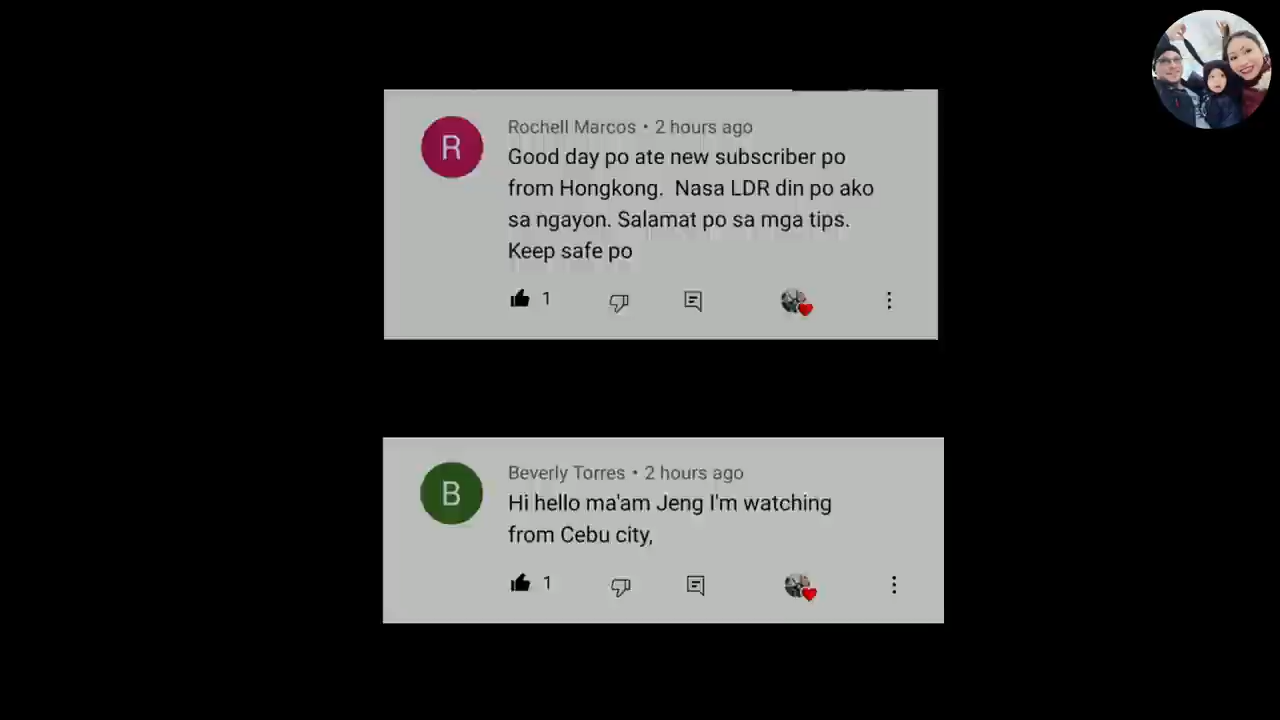 R
Rochell Marcos • 2 hours ago
Good day po ate new subscriber po
from Hongkong. Nasa LDR din po ako
sa ngayon. Salamat po sa mga tips.
Keep safe po
1
B
Beverly Torres • 2 hours ago
Hi hello ma'am Jeng I'm watching
from Cebu city,
1